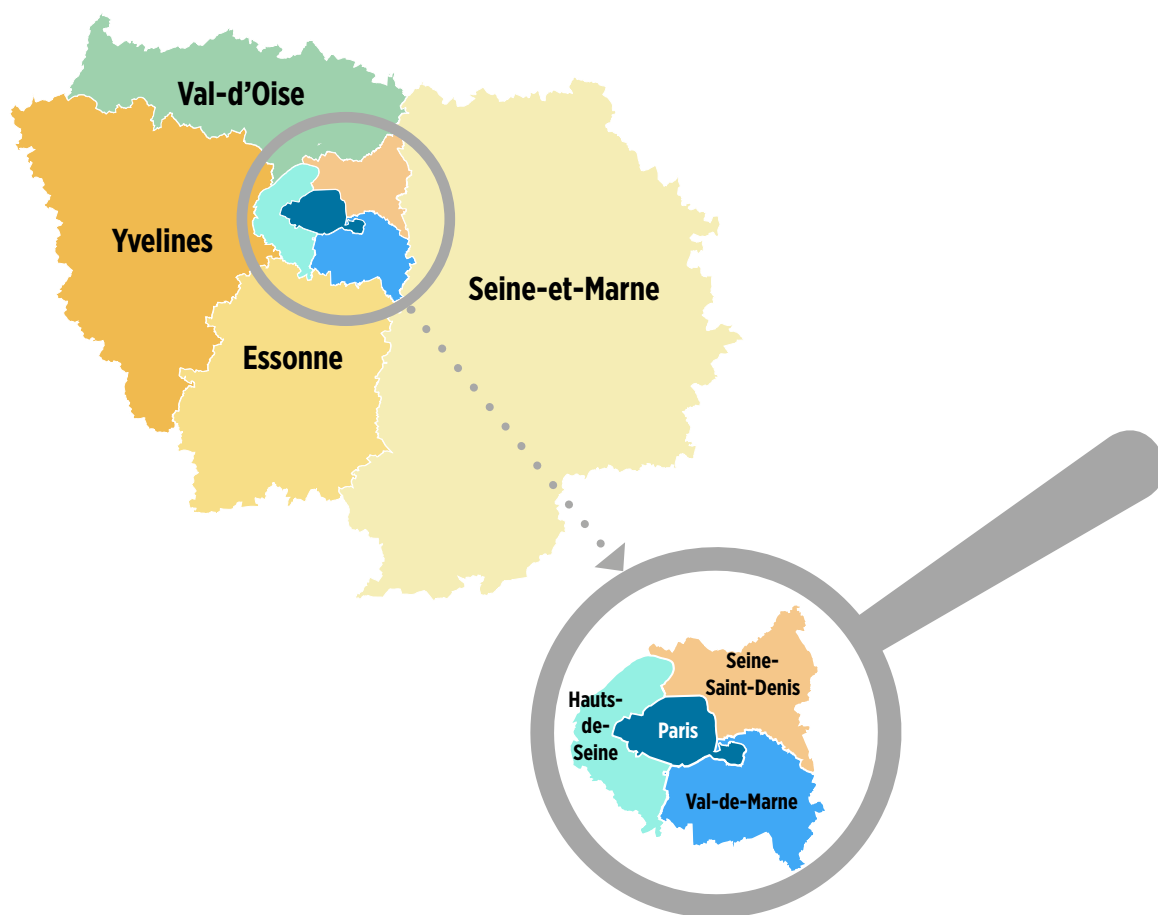 Val-d’Oise
Yvelines
Seine-et-Marne
Essonne
Seine-
Saint-Denis
Hauts-
de-
Seine
Paris
Val-de-Marne